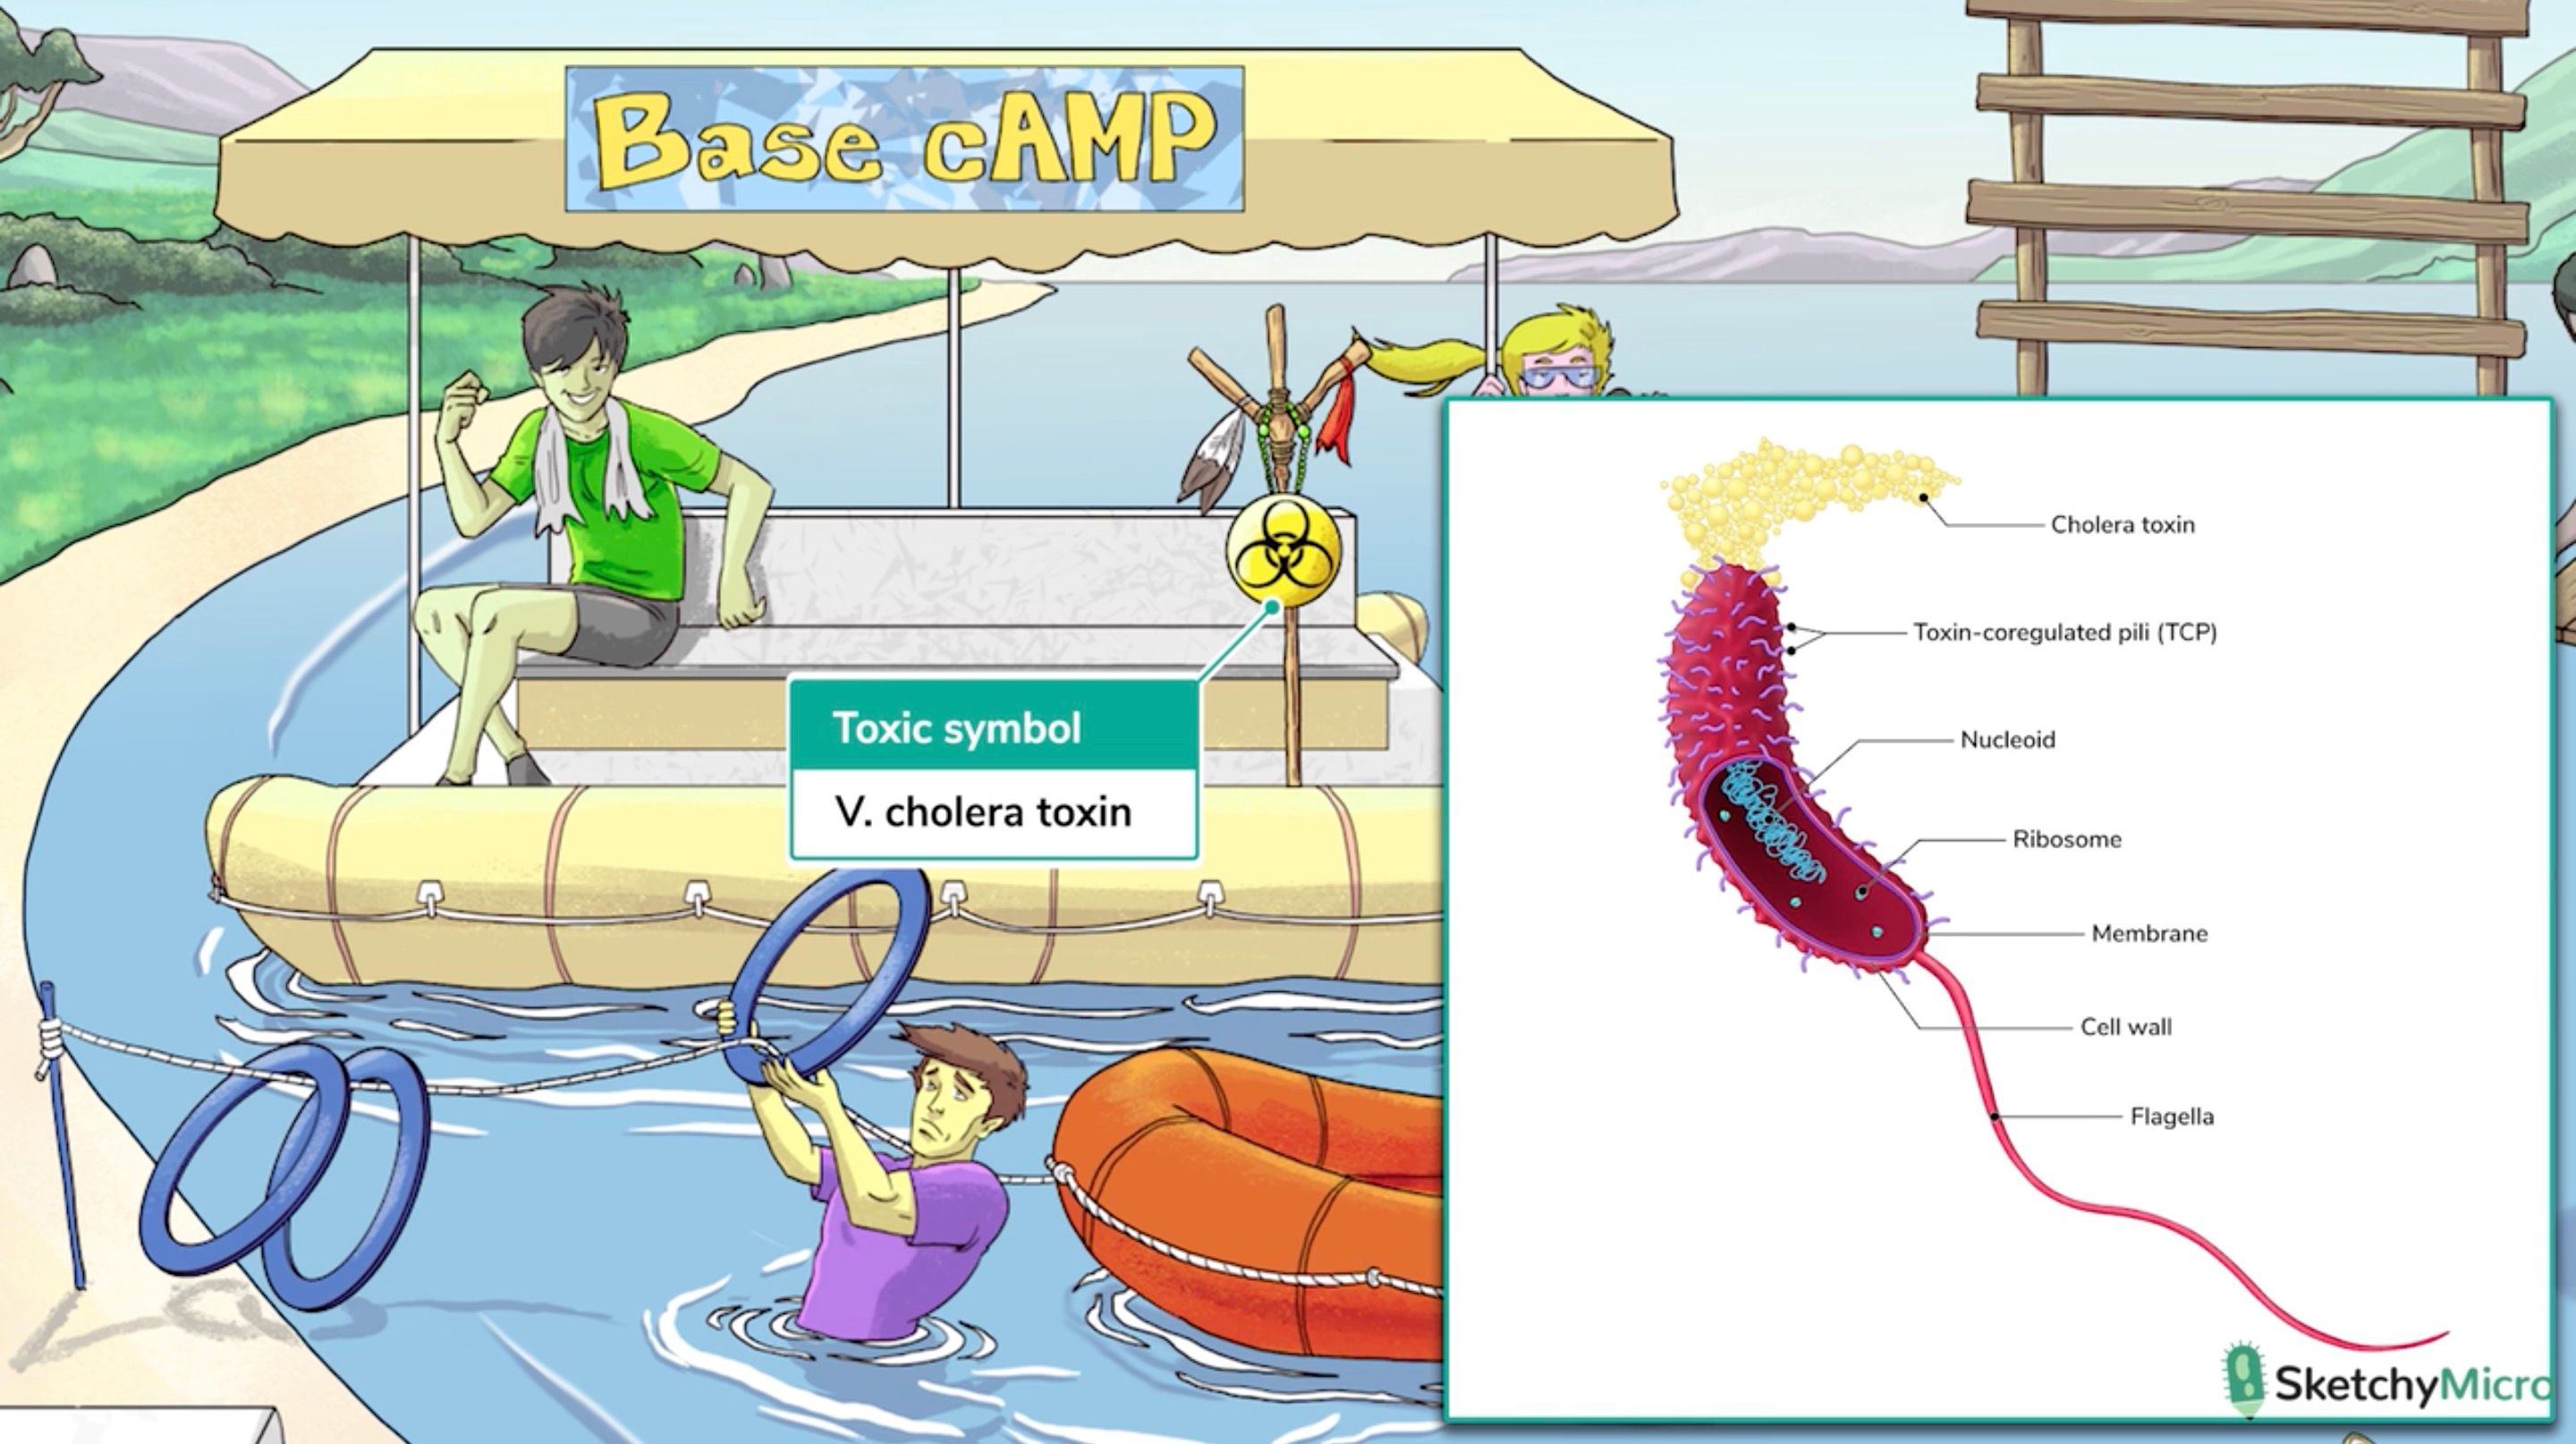 Base cAMP
Toxic symbol
V. cholera toxin
Cholera toxin
Toxin-coregulated pili (TCP)
Nucleoid
Ribosome
Membrane
Cell wall
Flagella
SketchyMicro